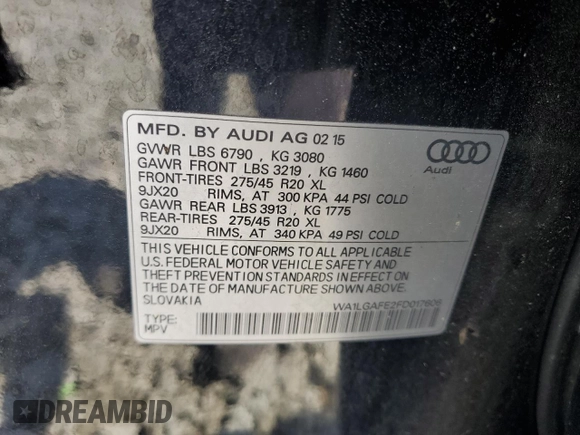 MFD. BY AUDI AG 02 15
GVWR LBS 6790 , KG 3080
GAWR FRONT LBS 3219 , KG 1460
FRONT-TIRES 275/45 R20 XL
9JX20 RIMS, AT 300 KPA 44 PSI COLD
GAWR REAR LBS 3913 , KG 1775
REAR-TIRES 275/45 R20 XL
9JX20 RIMS, AT 340 KPA 49 PSI COLD
Audi
THIS VEHICLE CONFORMS TO ALL APPLICABLE
U.S. FEDERAL MOTOR VEHICLE SAFETY AND
THEFT PREVENTION STANDARDS IN EFFECT ON
THE DATE OF MANUFACTURE SHOWN ABOVE.
SLOVAKIA
WA1LGAFE2FD017606
TYPE:
MPV
DREAMBID